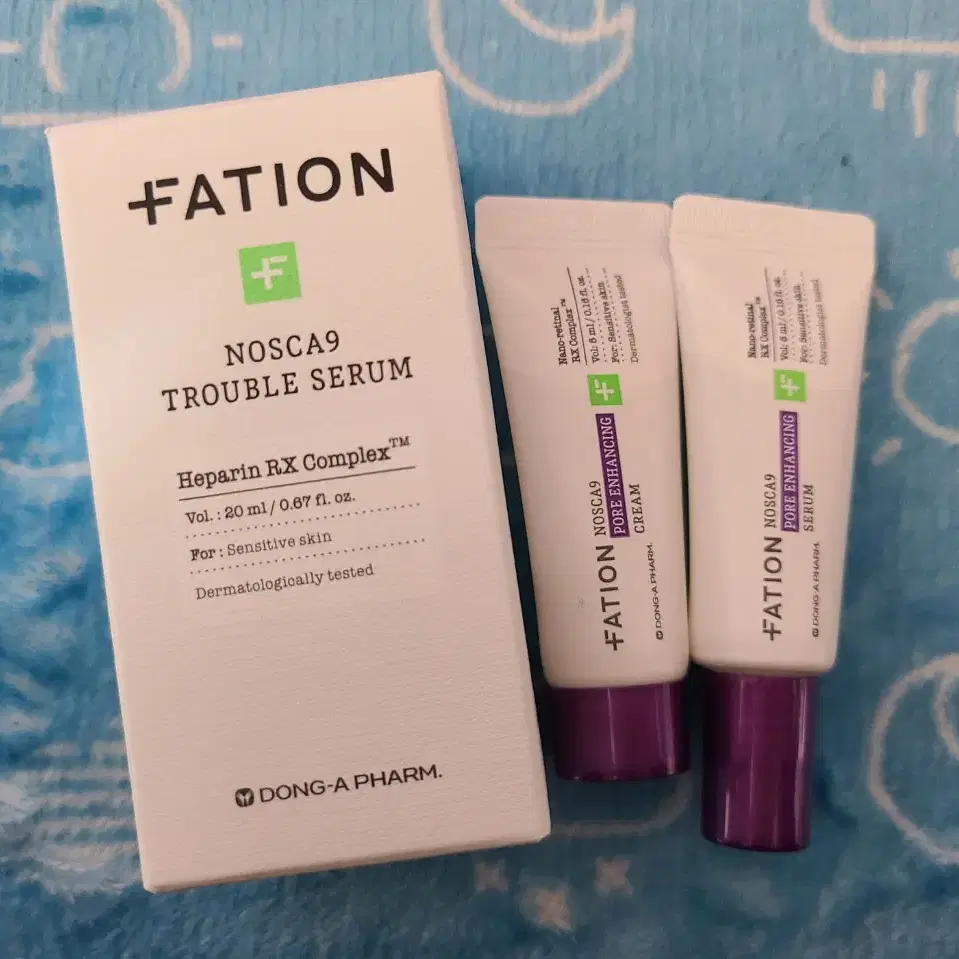 FATION
NOSCA9
TROUBLE SERUM
Heparin RX Complex™
Vol. : 20 ml / 0.67 fl. oz.
For : Sensitive skin
Dermatologically tested
DONG-A PHARM.
FATION
NOSCA9
PORE ENHANCING
CREAM
Nano-retinal
RX Complex™
Vol: 5 ml / 0.16 fl. oz.
For: Sensitive skin
Dermatologist tested
DONG-A PHARM.
FATION
NOSCA9
PORE ENHANCING
SERUM
Nano-retinal
RX Complex™
Vol: 5 ml / 0.16 fl. oz.
For: Sensitive skin
Dermatologist tested
DONG-A PHARM.